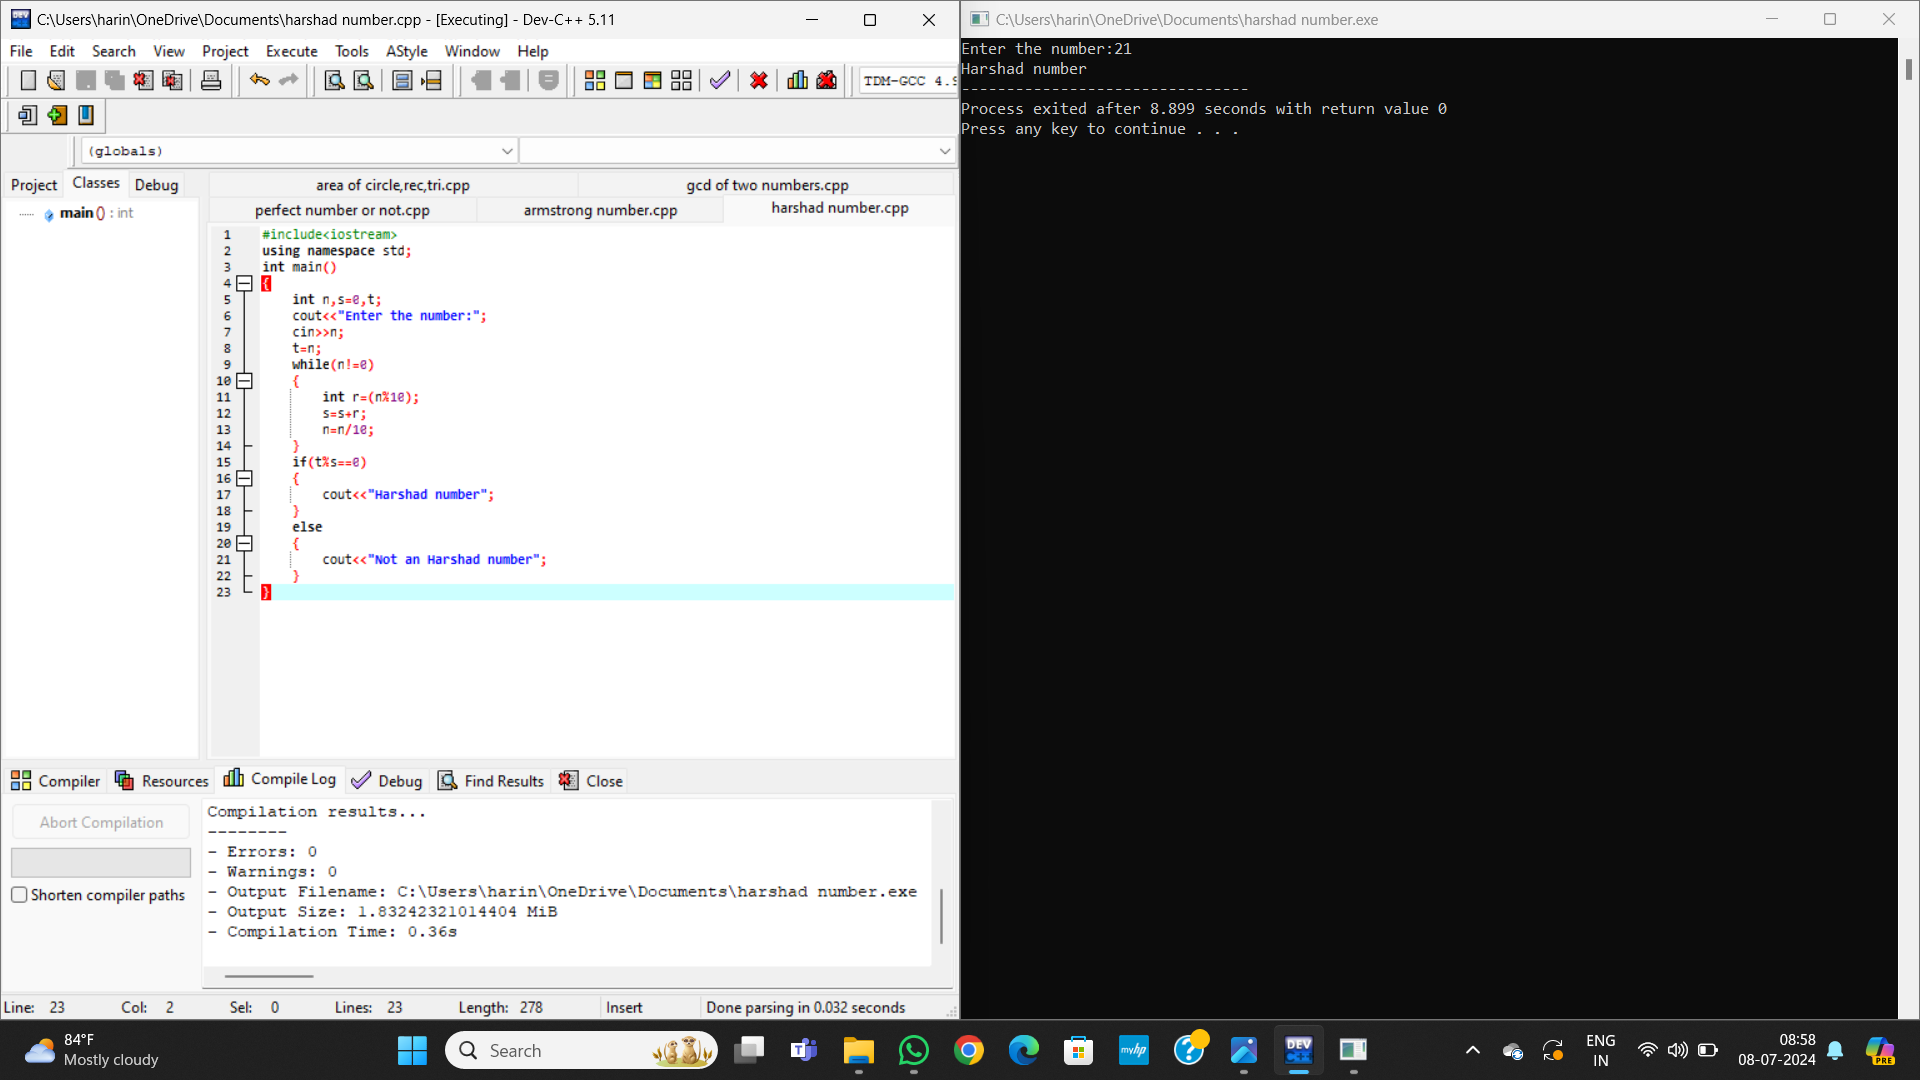 C:\Users\harin\OneDrive\Documents\harshad number.cpp - [Executing] - Dev-C++ 5.11
File Edit Search View Project Execute Tools AStyle Window Help
TDM-GCC 4.9
(globals)
Project Classes Debug
main() : int
area of circle,rec,tri.cpp gcd of two numbers.cpp
perfect number or not.cpp armstrong number.cpp harshad number.cpp
1 #include<iostream>
2 using namespace std;
3 int main()
4 {
5 int n,s=0,t;
6 cout<<"Enter the number:";
7 cin>>n;
8 t=n;
9 while(n!=0)
10 {
11 int r=(n%10);
12 s=s+r;
13 n=n/10;
14 }
15 if(t%s==0)
16 {
17 cout<<"Harshad number";
18 }
19 else
20 {
21 cout<<"Not an Harshad number";
22 }
23 }
Compiler Resources Compile Log Debug Find Results Close
Abort Compilation
Shorten compiler paths
Compilation results...
--------
- Errors: 0
- Warnings: 0
- Output Filename: C:\Users\harin\OneDrive\Documents\harshad number.exe
- Output Size: 1.83242321014404 MiB
- Compilation Time: 0.36s
Line: 23 Col: 2 Sel: 0 Lines: 23 Length: 278 Insert Done parsing in 0.032 seconds
C:\Users\harin\OneDrive\Documents\harshad number.exe
Enter the number:21
Harshad number
--------------------------------
Process exited after 8.899 seconds with return value 0
Press any key to continue . . .
84°F
Mostly cloudy
Search
myhp
DEV
C++
ENG
IN
08:58
08-07-2024
PRE